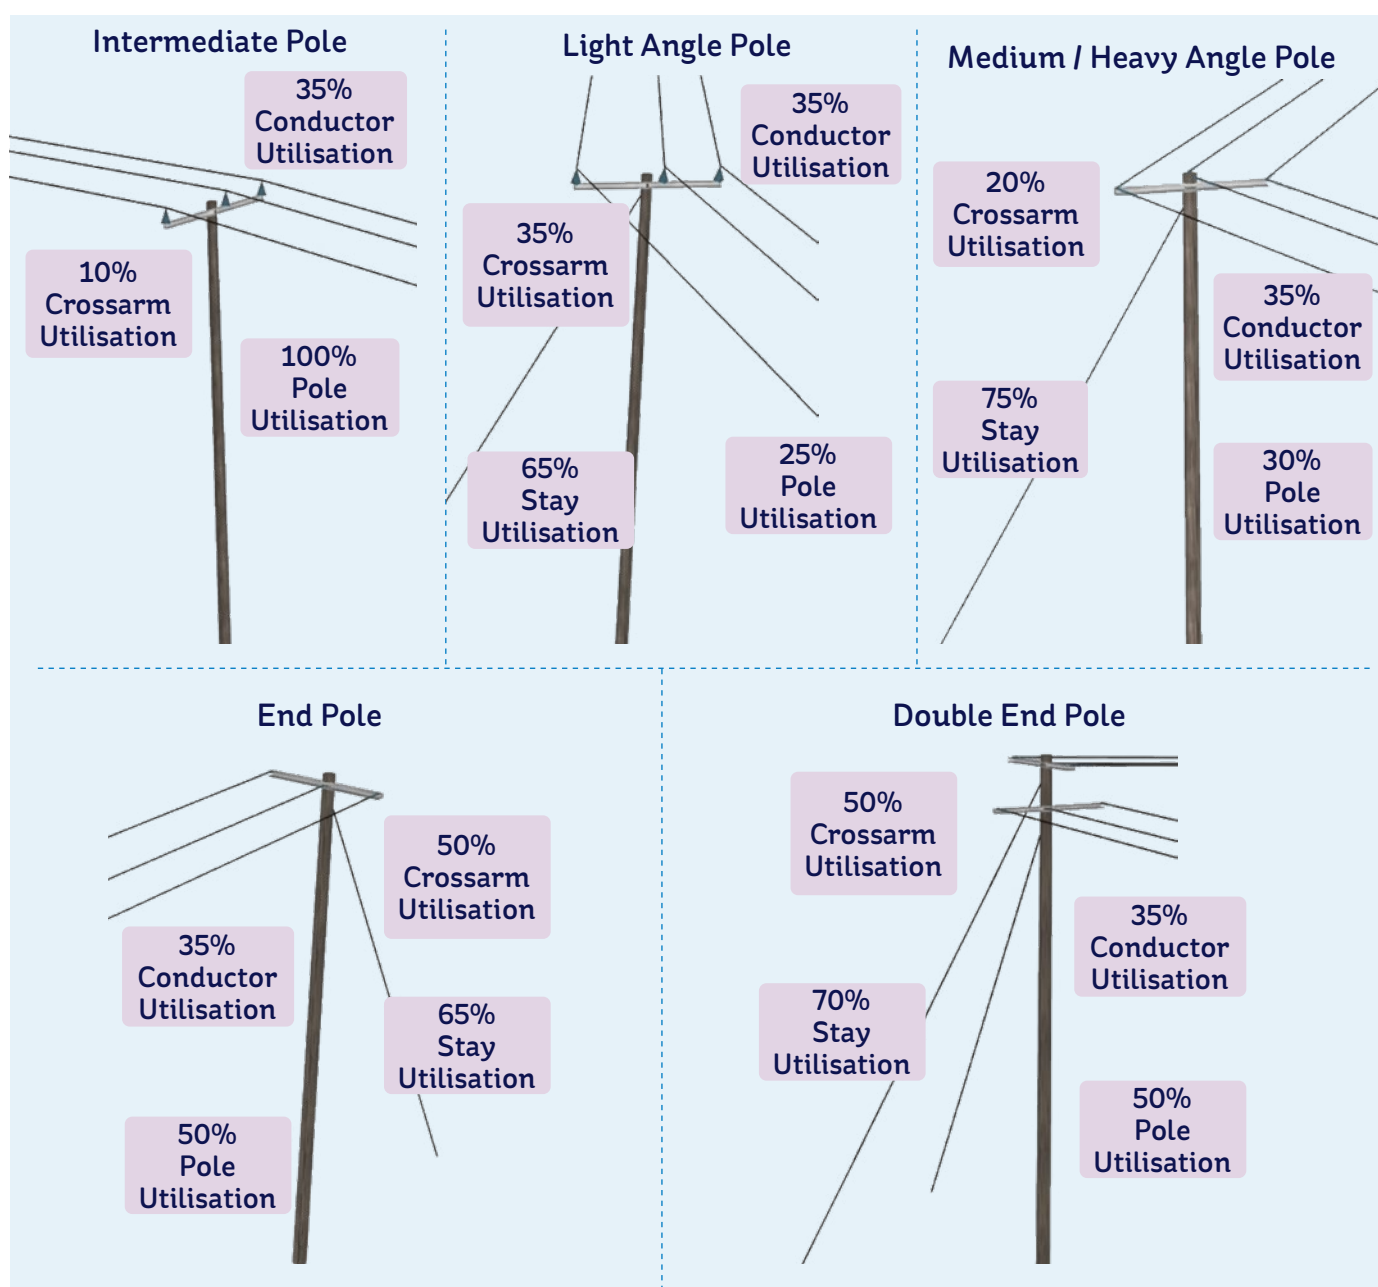 Intermediate Pole
35%
Conductor
Utilisation
10%
Crossarm
Utilisation
100%
Pole
Utilisation
Light Angle Pole
35%
Conductor
Utilisation
35%
Crossarm
Utilisation
65%
Stay
Utilisation
25%
Pole
Utilisation
Medium / Heavy Angle Pole
20%
Crossarm
Utilisation
35%
Conductor
Utilisation
75%
Stay
Utilisation
30%
Pole
Utilisation
End Pole
50%
Crossarm
Utilisation
35%
Conductor
Utilisation
65%
Stay
Utilisation
50%
Pole
Utilisation
Double End Pole
50%
Crossarm
Utilisation
35%
Conductor
Utilisation
70%
Stay
Utilisation
50%
Pole
Utilisation